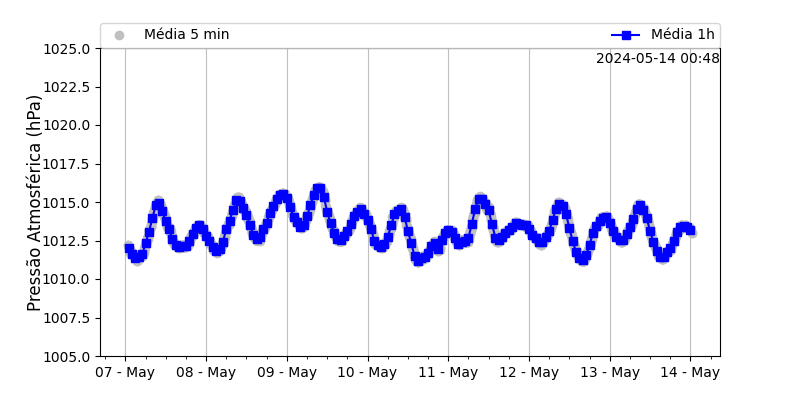 Média 5 min
Média 1h
2024-05-14 00:48
Pressão Atmosférica (hPa)
1025.0
1022.5
1020.0
1017.5
1015.0
1012.5
1010.0
1007.5
1005.0
07 - May
08 - May
09 - May
10 - May
11 - May
12 - May
13 - May
14 - May